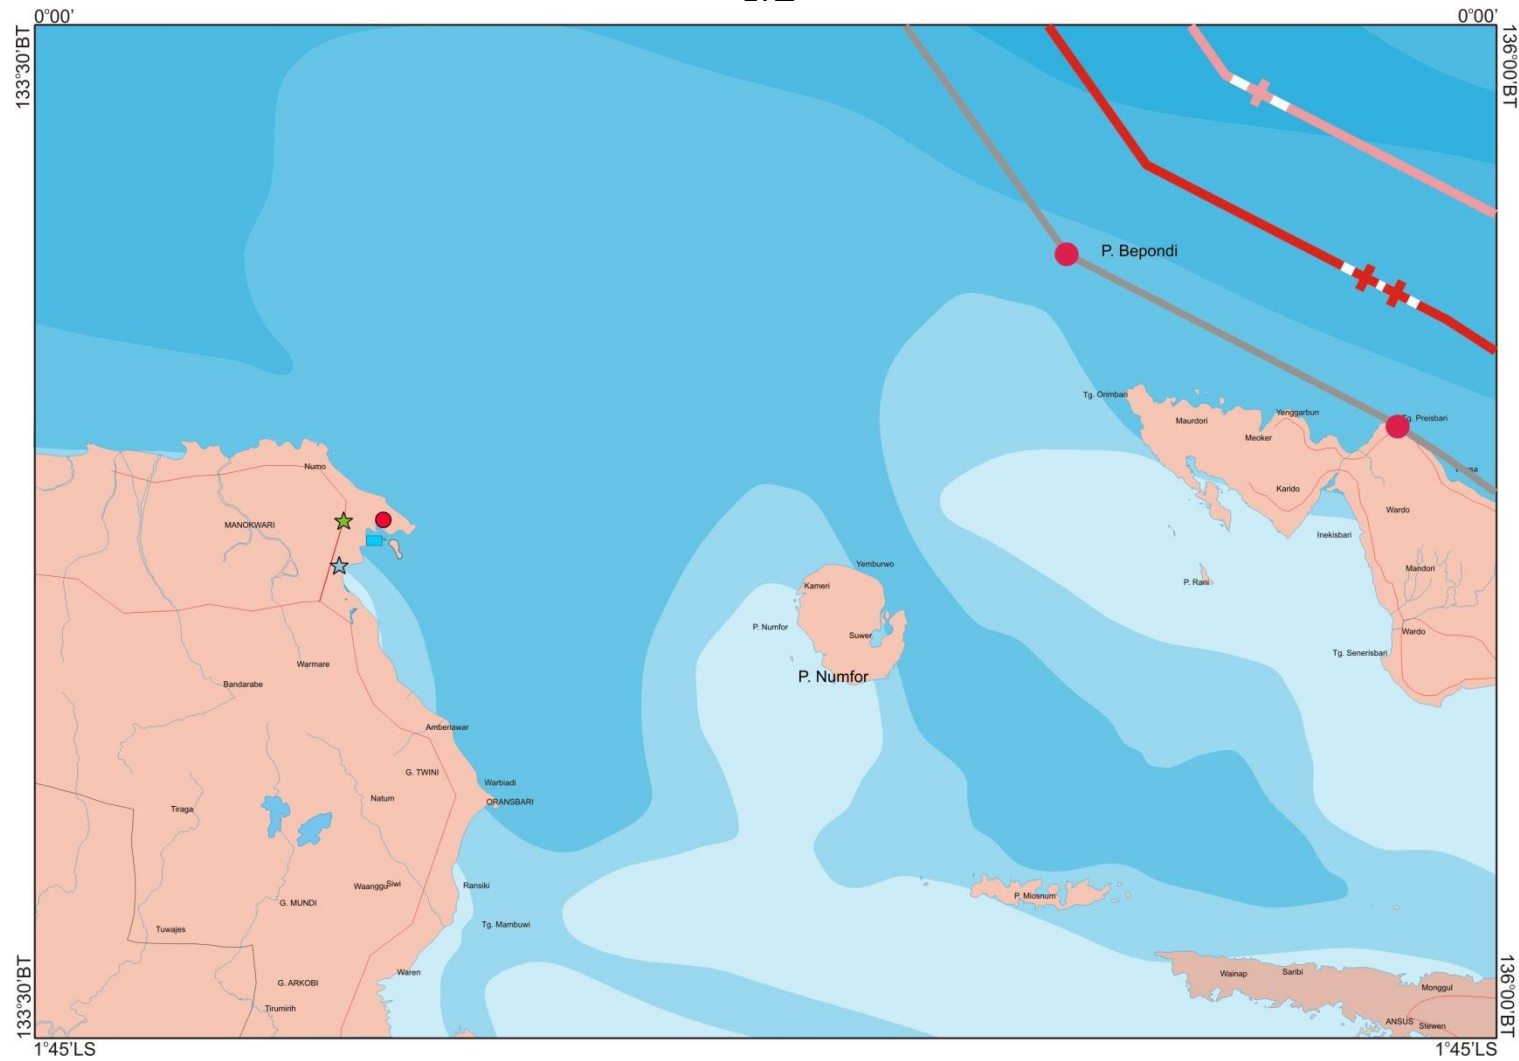 0°00'
0°00'
133°30'BT
136°00'BT
P. Bepondi
Tg. Orimbari
Yenggarbun
Tg. Preisbari
Maurdori
Meoker
Numo
Karido
Wardo
MANOKWARI
Inekisbari
Yemburwo
Mandori
Kameri
P. Rani
P. Numfor
Suwer
Wardo
Tg. Senerisbari
Warmare
P. Numfor
Bandarabe
Amberiawar
G. TWINI
Warbiadi
Natum
ORANSBARI
Tiraga
Waanggu
Siwi
Ransiki
P. Miosnum
G. MUNDI
Tg. Mambuwi
Tuwajes
Waren
Wainap
Saribi
G. ARKOBI
Monggul
Tirumirih
ANSUS
Stewen
133°30'BT
136°00'BT
1°45'LS
1°45'LS